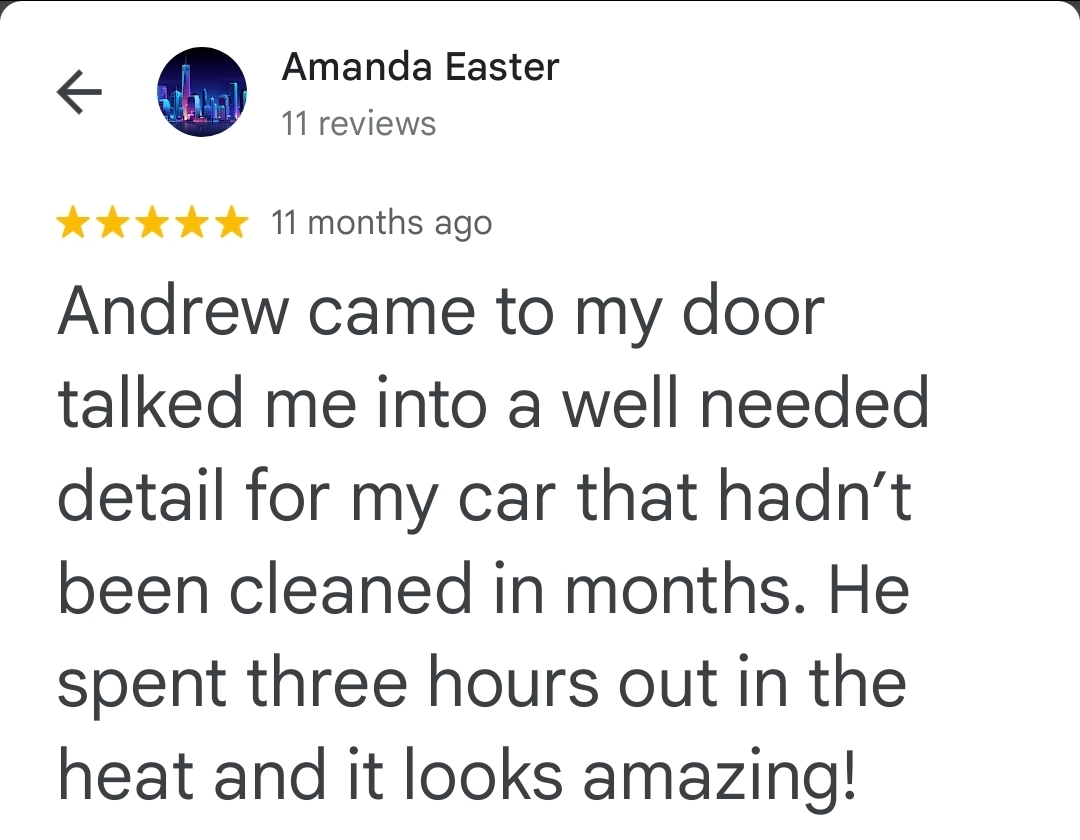 Amanda Easter
11 reviews
11 months ago
Andrew came to my door
talked me into a well needed
detail for my car that hadn’t
been cleaned in months. He
spent three hours out in the
heat and it looks amazing!